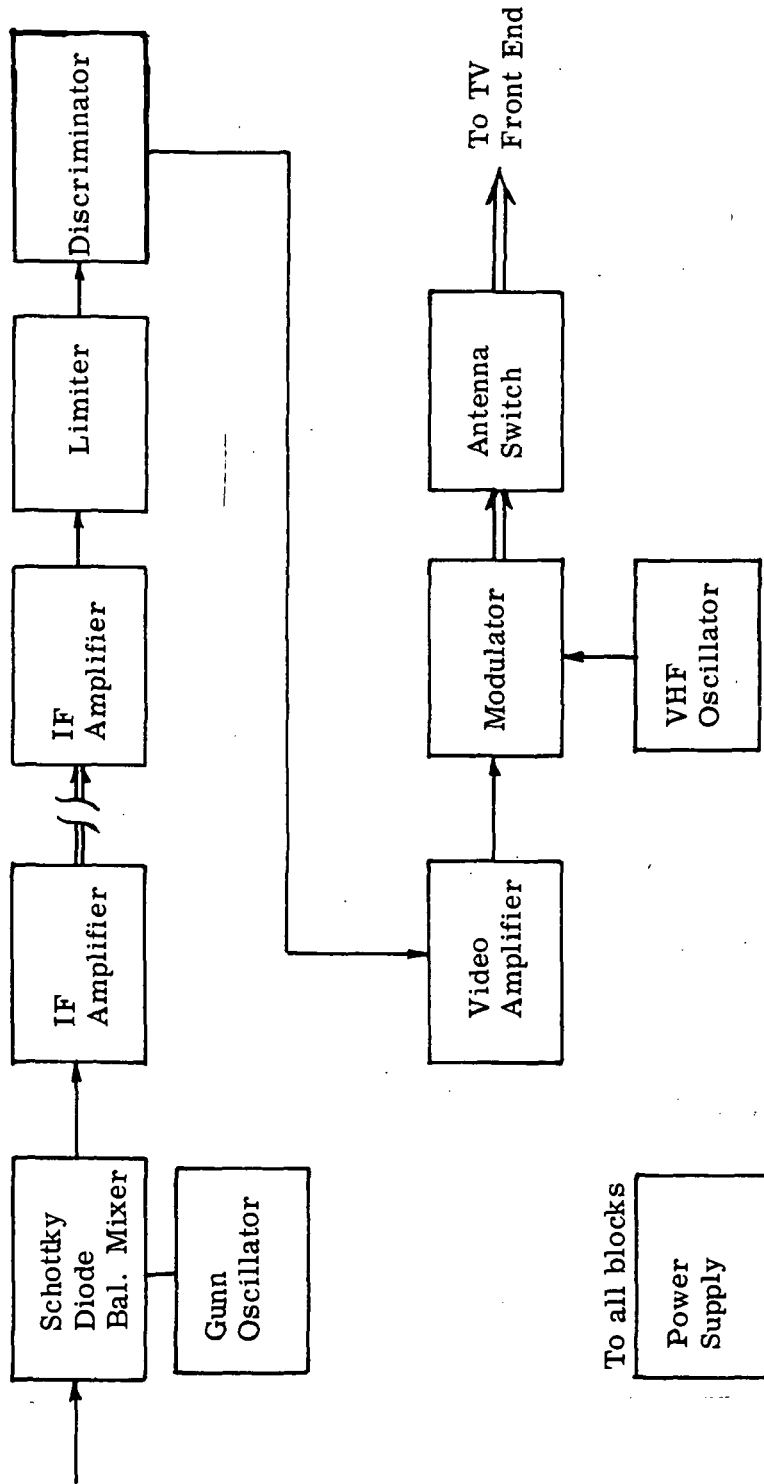 Schottky
Diode
Bal. Mixer
Gunn
Oscillator
IF
Amplifier
IF
Amplifier
Limiter
Discriminator
Video
Amplifier
Modulator
VHF
Oscillator
Antenna
Switch
To TV
Front End
To all blocks
Power
Supply